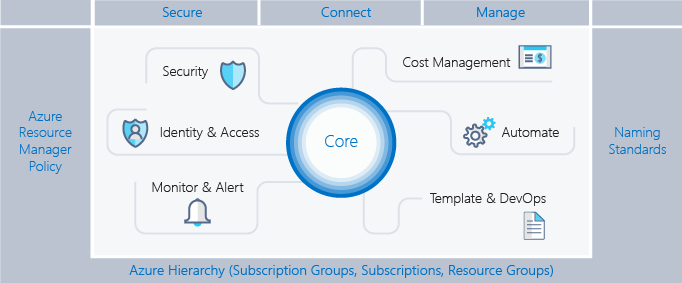 Secure
Connect
Manage
Security
Cost Management
Azure
Resource
Manager
Policy
Identity & Access
Core
Automate
Naming
Standards
Monitor & Alert
Template & DevOps
Azure Hierarchy (Subscription Groups, Subscriptions, Resource Groups)